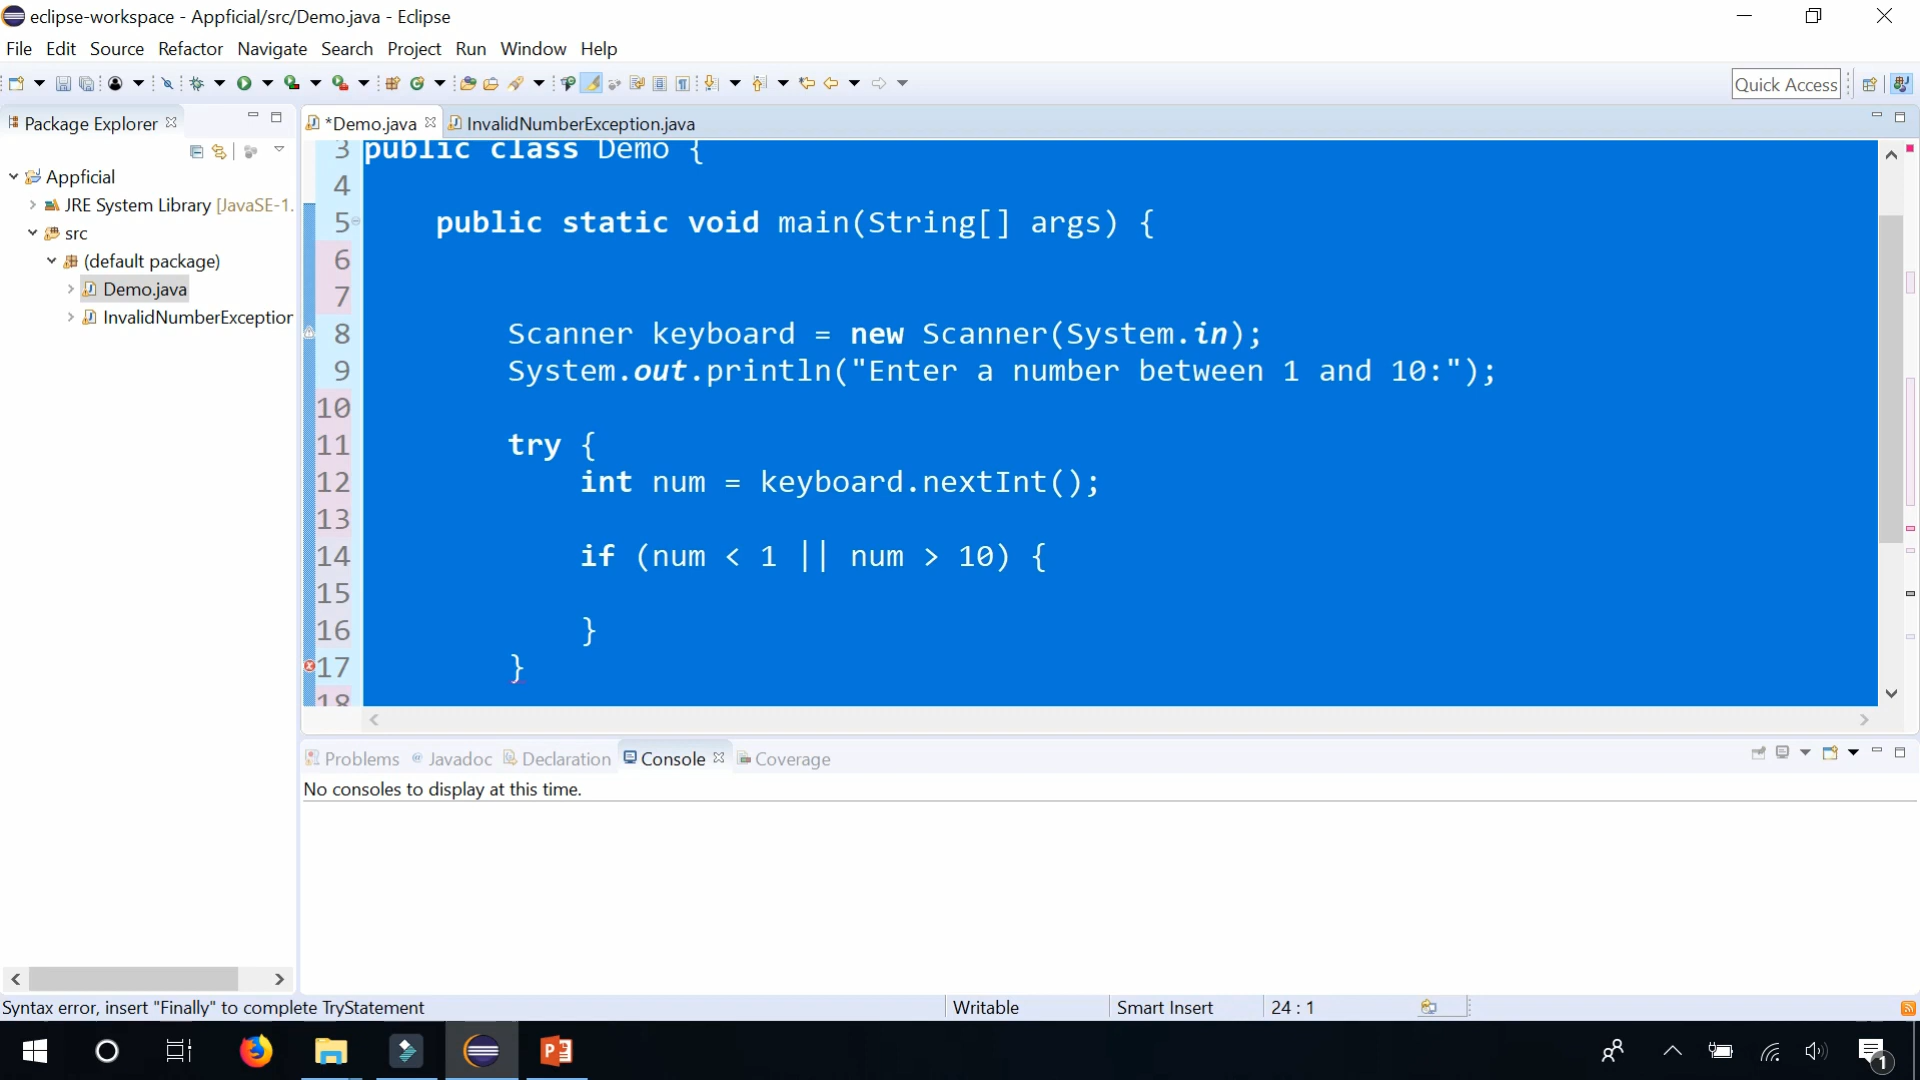 eclipse-workspace - Appficial/src/Demo.java - Eclipse
File Edit Source Refactor Navigate Search Project Run Window Help
Quick Access
Package Explorer
*Demo.java InvalidNumberException.java
Appficial
JRE System Library [JavaSE-1.
src
(default package)
Demo.java
InvalidNumberException
3 public class Demo {
4
5 public static void main(String[] args) {
6
7
8 Scanner keyboard = new Scanner(System.in);
9 System.out.println("Enter a number between 1 and 10:");
10
11 try {
12 int num = keyboard.nextInt();
13
14 if (num < 1 || num > 10) {
15
16 }
17 }
18
Problems Javadoc Declaration Console Coverage
No consoles to display at this time.
Syntax error, insert "Finally" to complete TryStatement
Writable Smart Insert 24 : 1
1